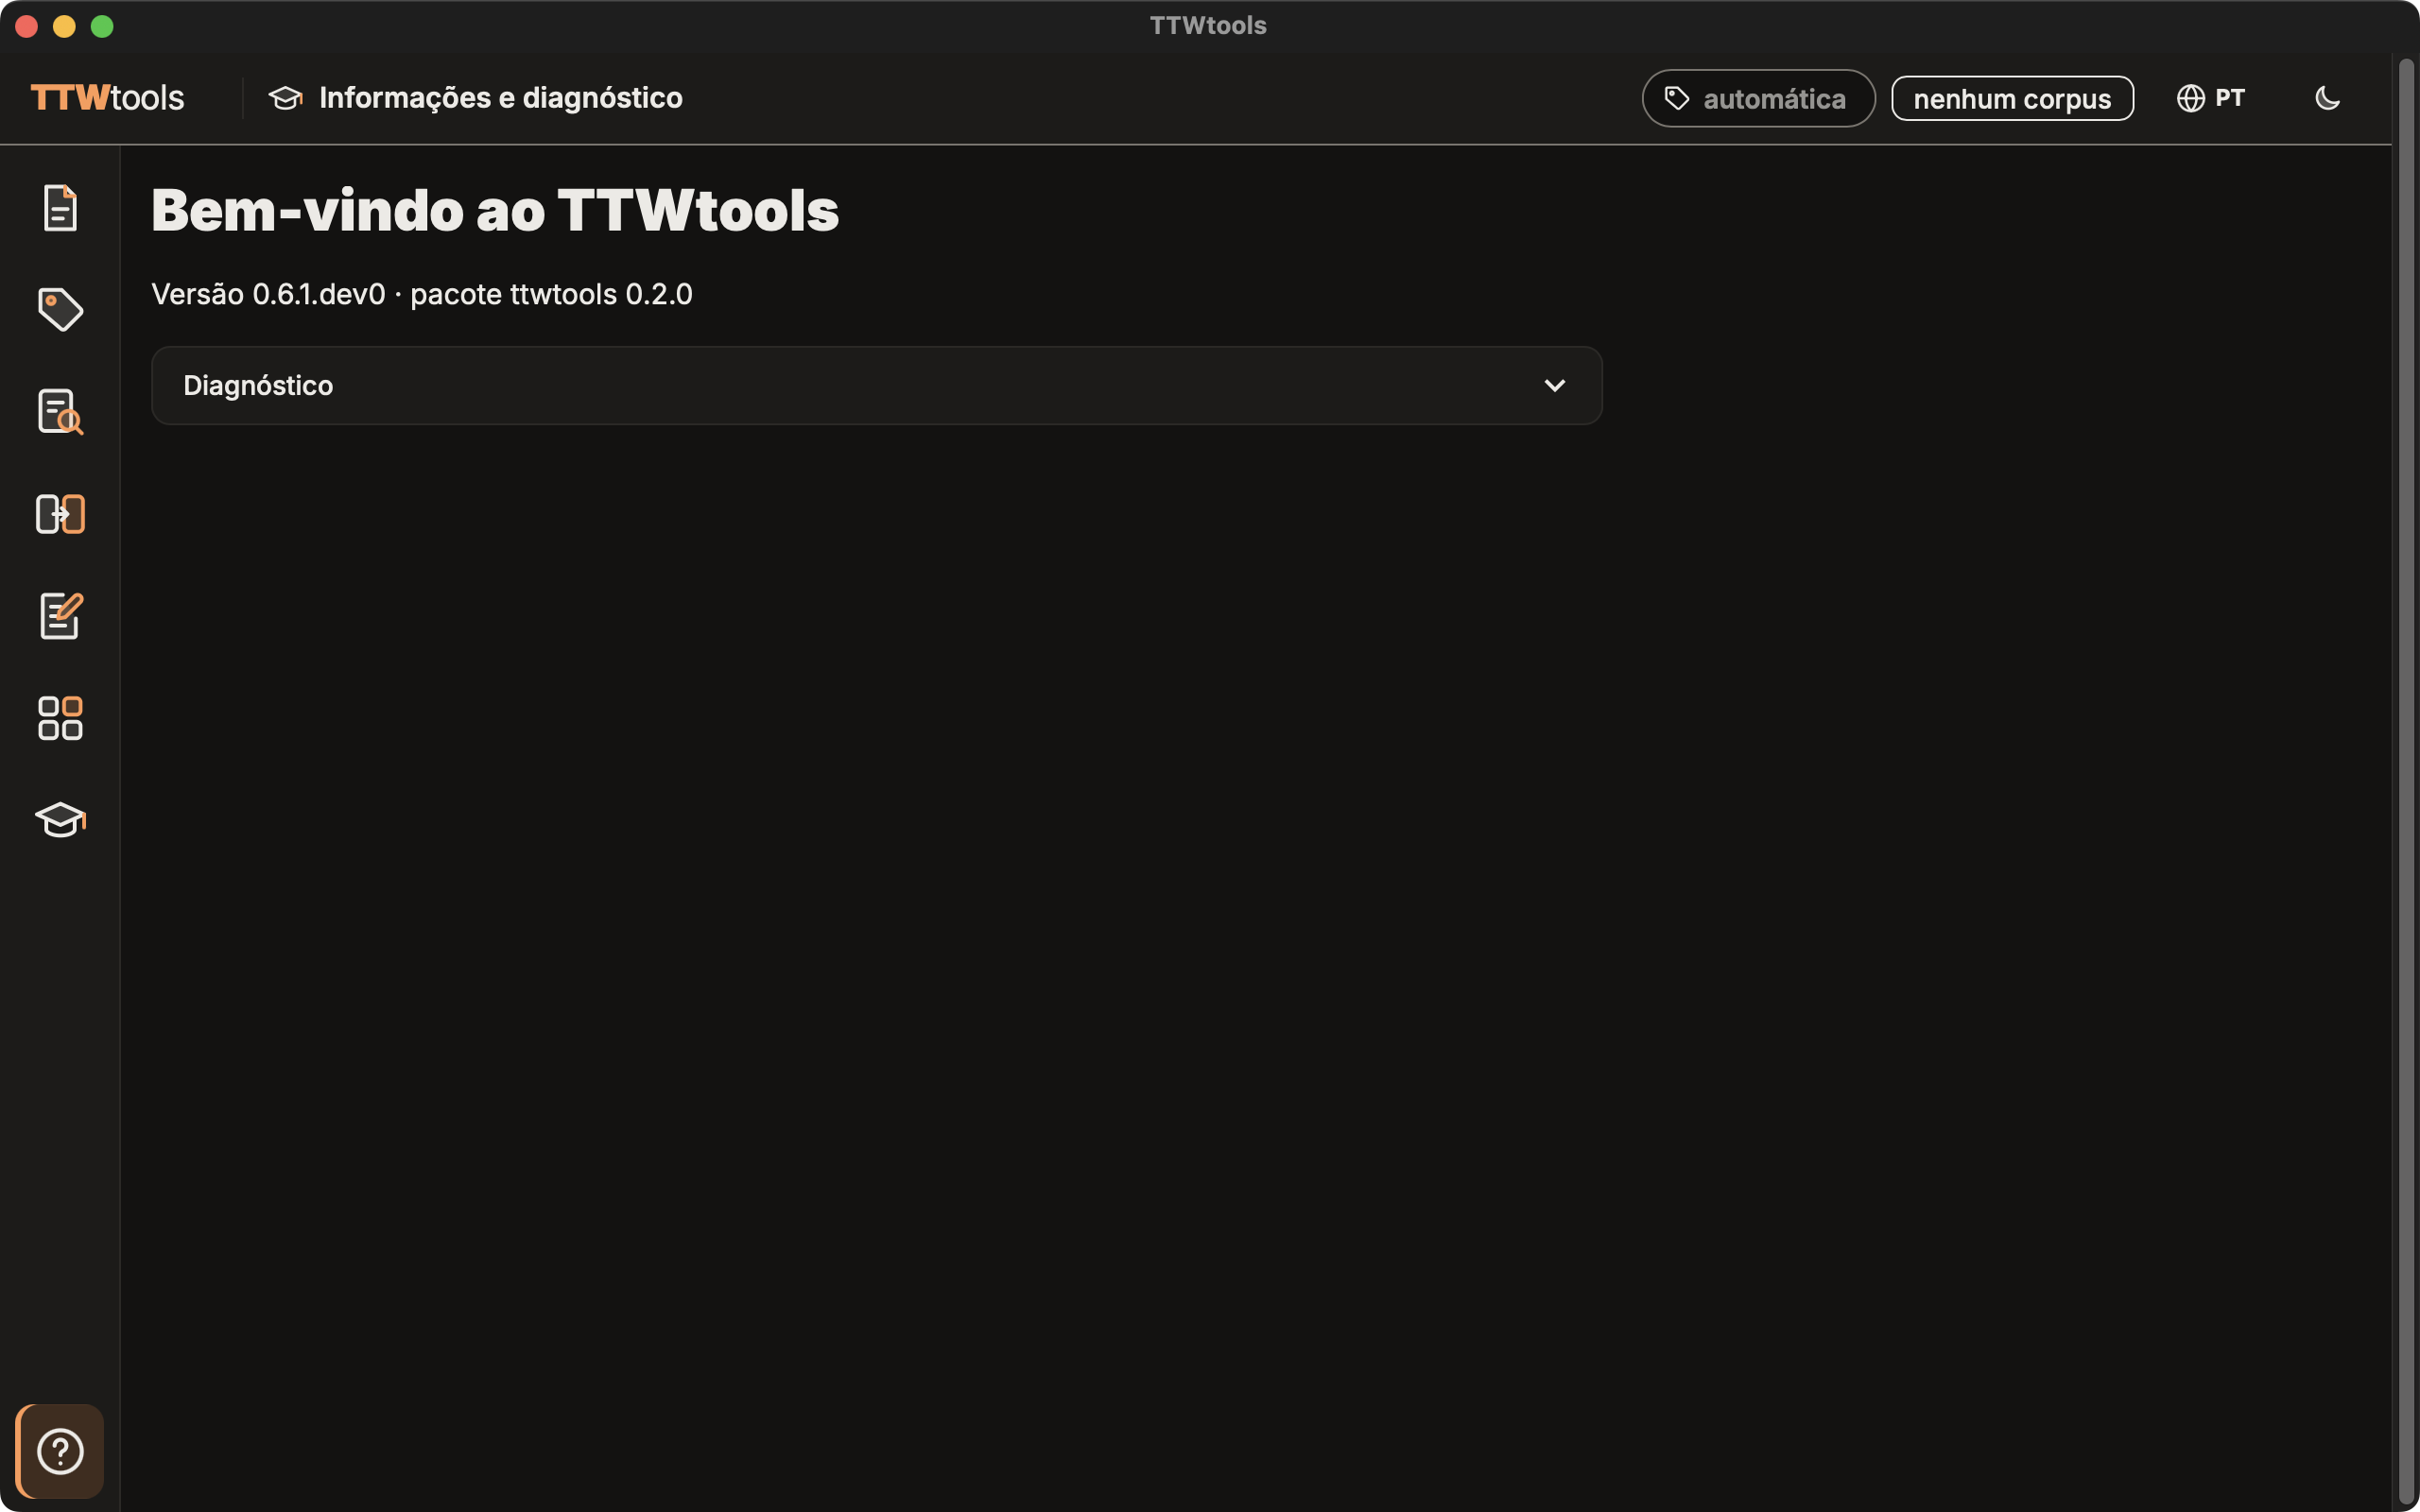 TTWtools
TTWtools
Informações e diagnóstico
automática
nenhum corpus
PT
Bem-vindo ao TTWtools
Versão 0.6.1.dev0 · pacote ttwtools 0.2.0
Diagnóstico